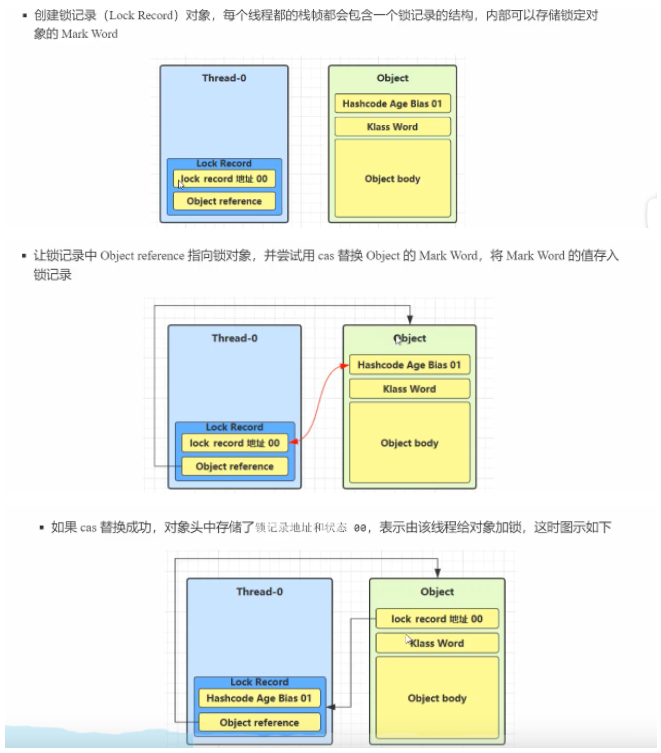 创建锁记录（Lock Record）对象，每个线程都的栈帧都会包含一个锁记录的结构，内部可以存储锁定对
象的 Mark Word
Thread-0
Object
Hashcode Age Bias 01
Klass Word
Lock Record
lock record 地址 00
Object body
Object reference
让锁记录中 Object reference 指向锁对象，并尝试用 cas 替换 Object 的 Mark Word，将 Mark Word 的值存入
锁记录
Thread-0
Object
Hashcode Age Bias 01
Klass Word
Lock Record
lock record 地址 00
Object body
Object reference
如果 cas 替换成功，对象头中存储了锁记录地址和状态 00，表示由该线程给对象加锁，这时图示如下
Thread-0
Object
lock record 地址 00
Klass Word
Lock Record
Hashcode Age Bias 01
Object body
Object reference